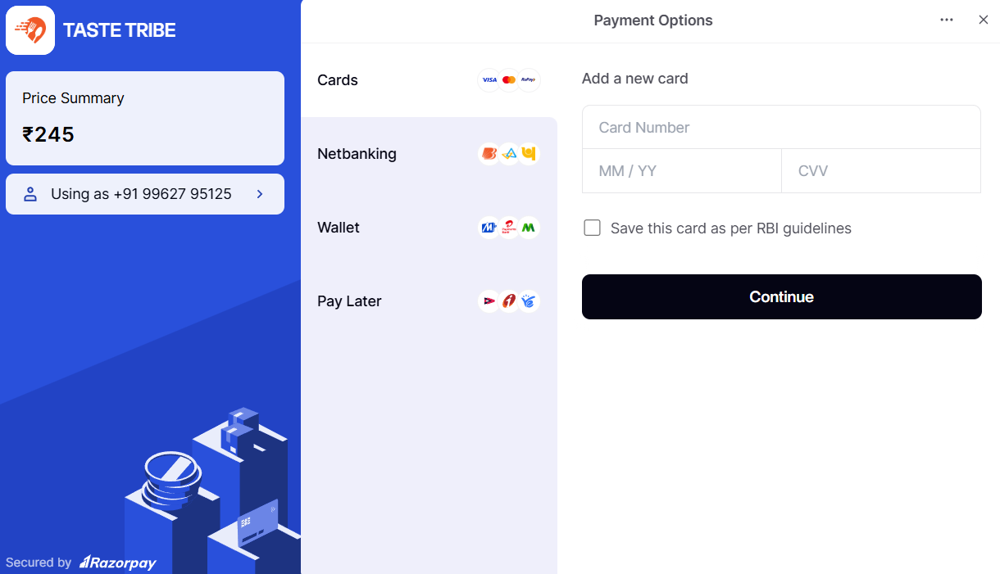 TASTE TRIBE
Price Summary
₹245
Using as +91 99627 95125
Secured by Razorpay
Payment Options
Cards
VISA RuPay
Netbanking
Wallet
Pay Later
Add a new card
Card Number
MM / YY CVV
Save this card as per RBI guidelines
Continue